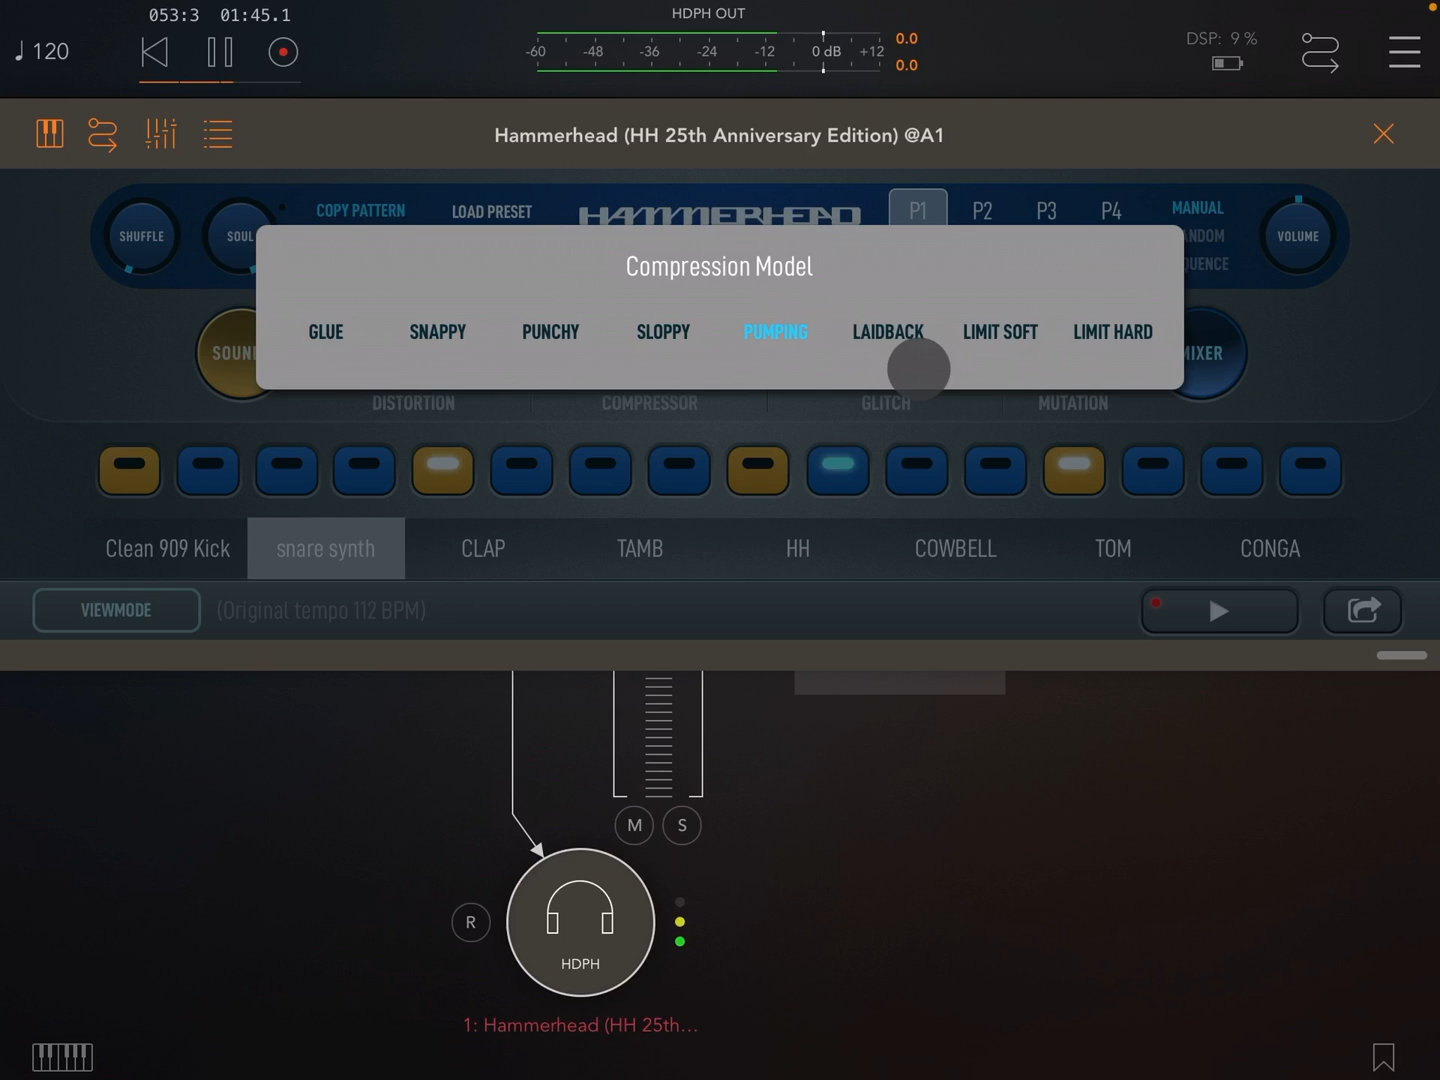 053:3 01:45.1
HDPH OUT
120
-60 -48 -36 -24 -12 0 dB +12
0.0
0.0
DSP: 9 %
Hammerhead (HH 25th Anniversary Edition) @A1
SHUFFLE
SOUL
COPY PATTERN
LOAD PRESET
HAMMERHEAD
P1 P2 P3 P4
MANUAL
ANDOM
QUENCE
VOLUME
Compression Model
GLUE SNAPPY PUNCHY SLOPPY PUMPING LAIDBACK LIMIT SOFT LIMIT HARD
SOUN
MIXER
DISTORTION COMPRESSOR GLITCH MUTATION
Clean 909 Kick snare synth CLAP TAMB HH COWBELL TOM CONGA
VIEWMODE (Original tempo 112 BPM)
M S
R
HDPH
1: Hammerhead (HH 25th...